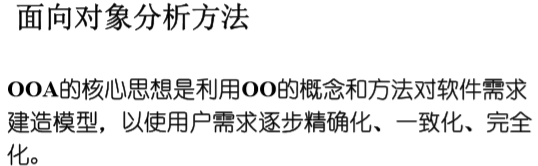 面向对象分析方法
OOA的核心思想是利用OO的概念和方法对软件需求
建造模型，以使用户需求逐步精确化、一致化、完全
化。